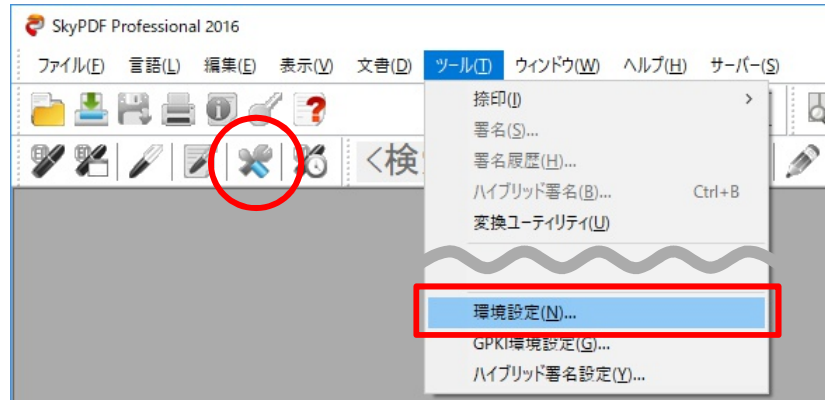 SkyPDF Professional 2016
ファイル(F) 言語(L) 編集(E) 表示(V) 文書(D) ツール(T) ウィンドウ(W) ヘルプ(H) サーバー(S)
捺印(I) >
署名(S)...
<検
署名履歴(H)...
ハイブリッド署名(B)... Ctrl+B
変換ユーティリティ(U)
環境設定(N)...
GPKI環境設定(G)...
ハイブリッド署名設定(Y)...